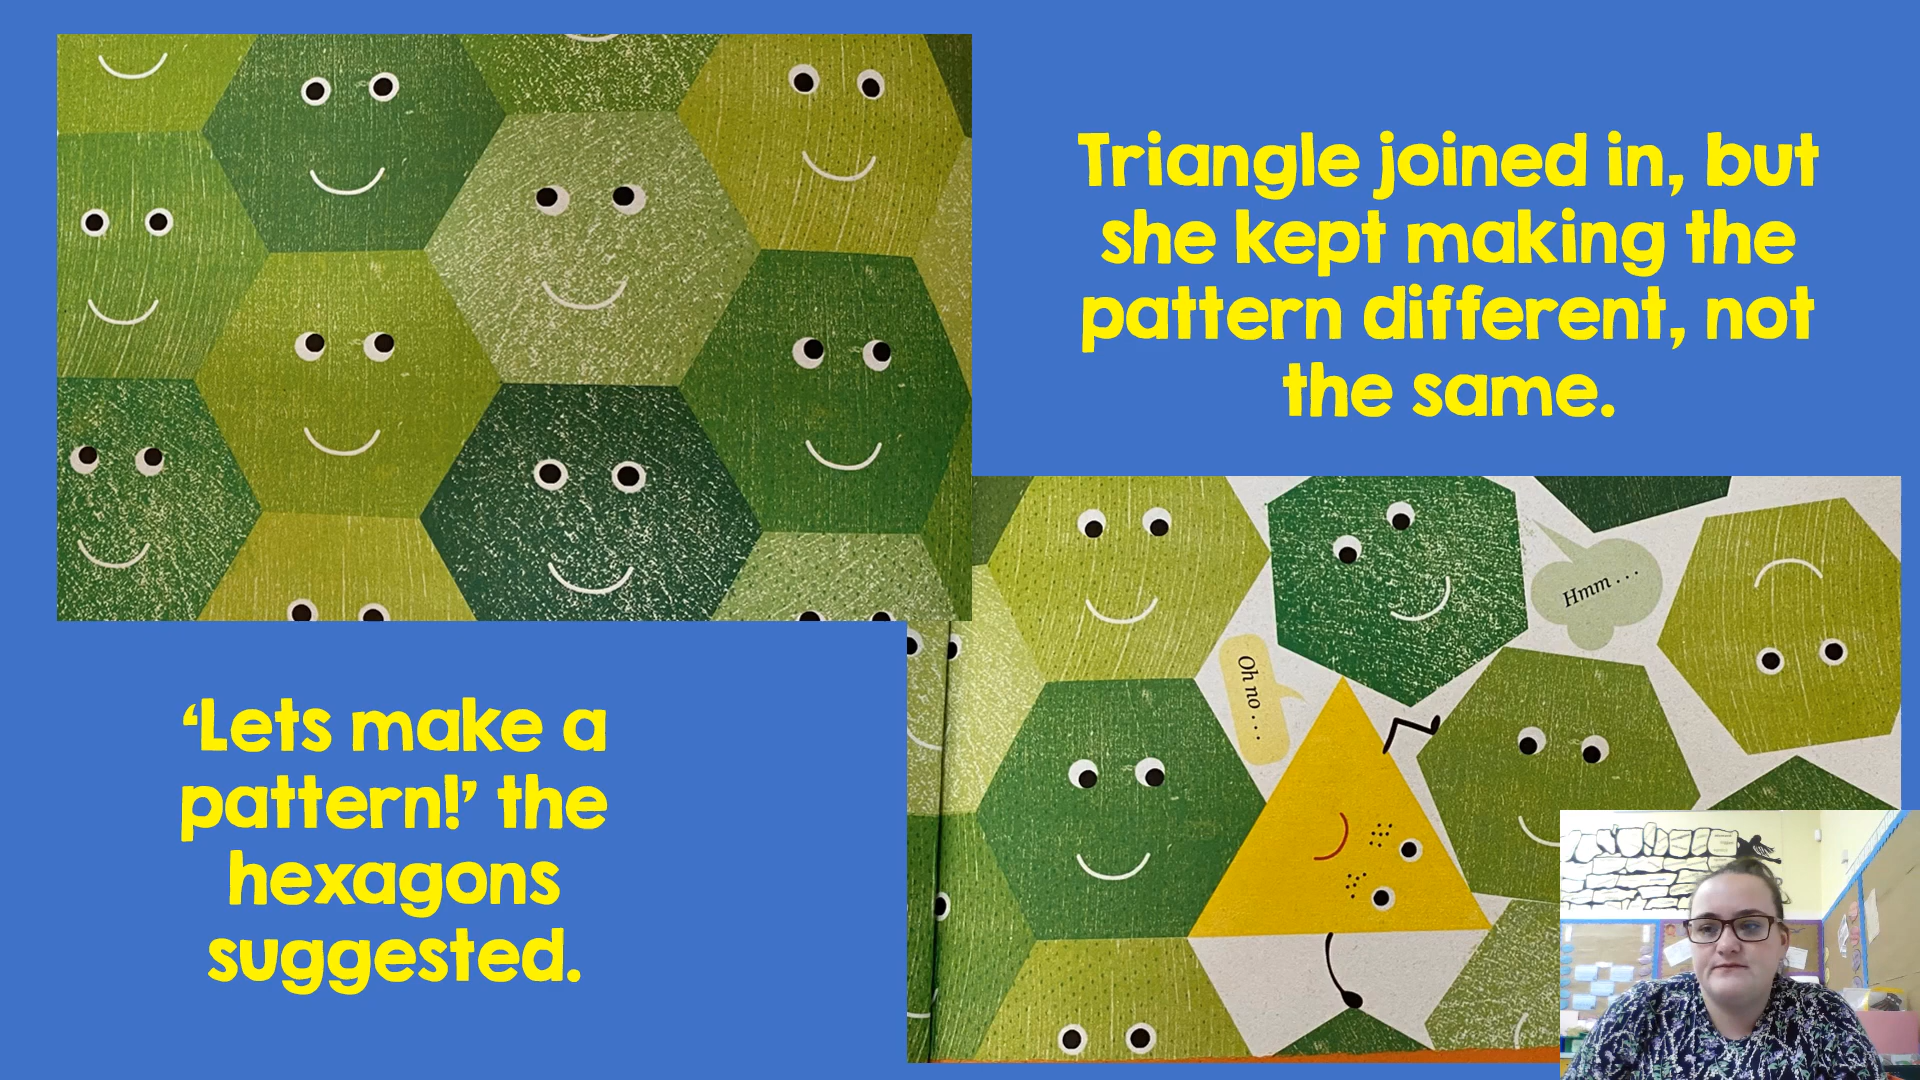 Triangle joined in, but
she kept making the
pattern different, not
the same.
‘Lets make a
pattern!’ the
hexagons
suggested.
Hmm . . .
Oh no . . .